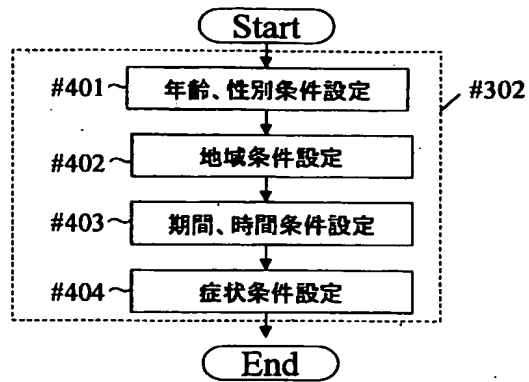 Start
#401 年齢、性別条件設定 #302
#402 地域条件設定
#403 期間、時間条件設定
#404 症状条件設定
End